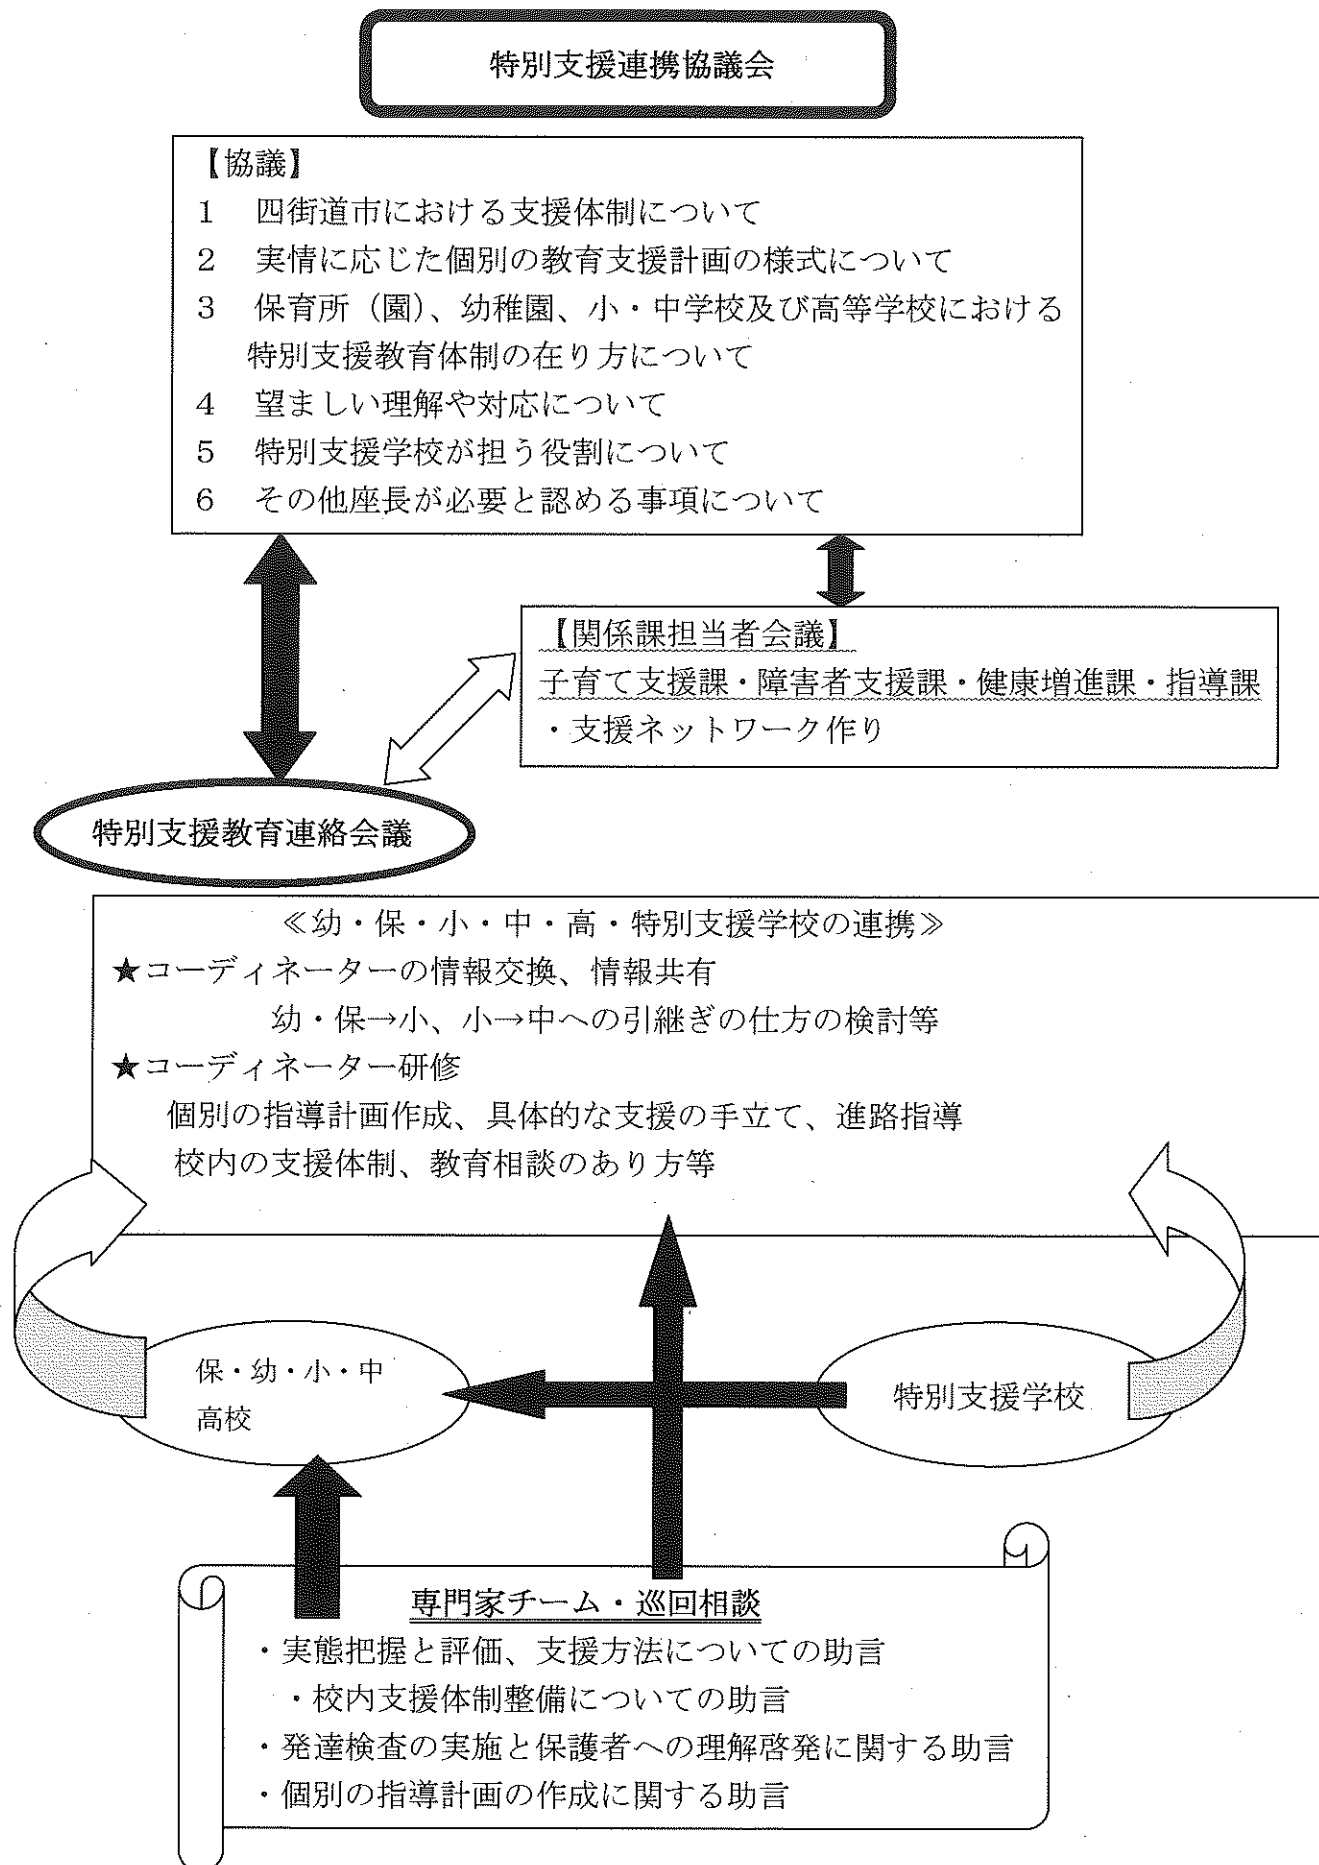 特別支援連携協議会
【協議】
1 四街道市における支援体制について
2 実情に応じた個別の教育支援計画の様式について
3 保育所（園）、幼稚園、小・中学校及び高等学校における
特別支援教育体制の在り方について
4 望ましい理解や対応について
5 特別支援学校が担う役割について
6 その他座長が必要と認める事項について
【関係課担当者会議】
子育て支援課・障害者支援課・健康増進課・指導課
・支援ネットワーク作り
特別支援教育連絡会議
≪幼・保・小・中・高・特別支援学校の連携≫
★コーディネーターの情報交換、情報共有
幼・保→小、小→中への引継ぎの仕方の検討等
★コーディネーター研修
個別の指導計画作成、具体的な支援の手立て、進路指導
校内の支援体制、教育相談のあり方等
保・幼・小・中
高校
特別支援学校
専門家チーム・巡回相談
・実態把握と評価、支援方法についての助言
・校内支援体制整備についての助言
・発達検査の実施と保護者への理解啓発に関する助言
・個別の指導計画の作成に関する助言